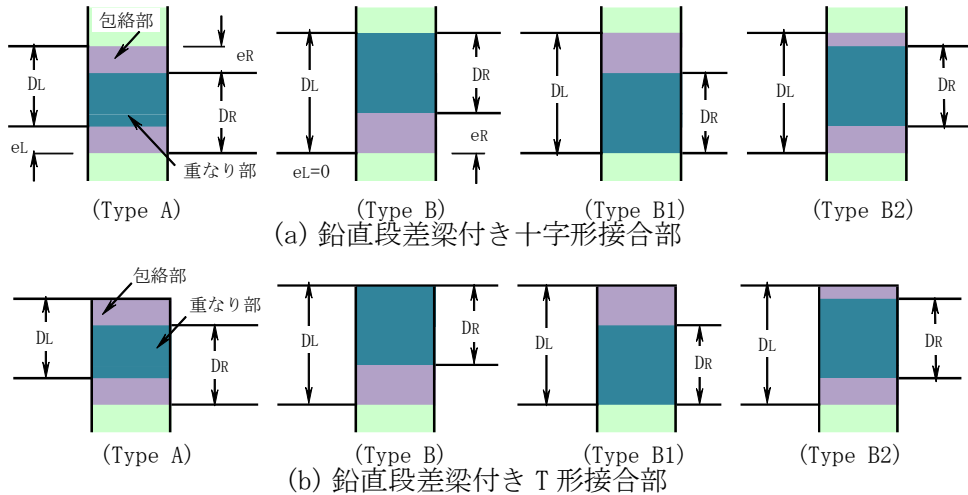 包絡部
eR
DL
DR
eL
重なり部
(Type A)
DL
DR
eR
eL=0
(Type B)
DL
DR
(Type B1)
DL
DR
(Type B2)
(a) 鉛直段差梁付き十字形接合部
包絡部
重なり部
DL
DR
(Type A)
DL
DR
(Type B)
DL
DR
(Type B1)
DL
DR
(Type B2)
(b) 鉛直段差梁付き T 形接合部